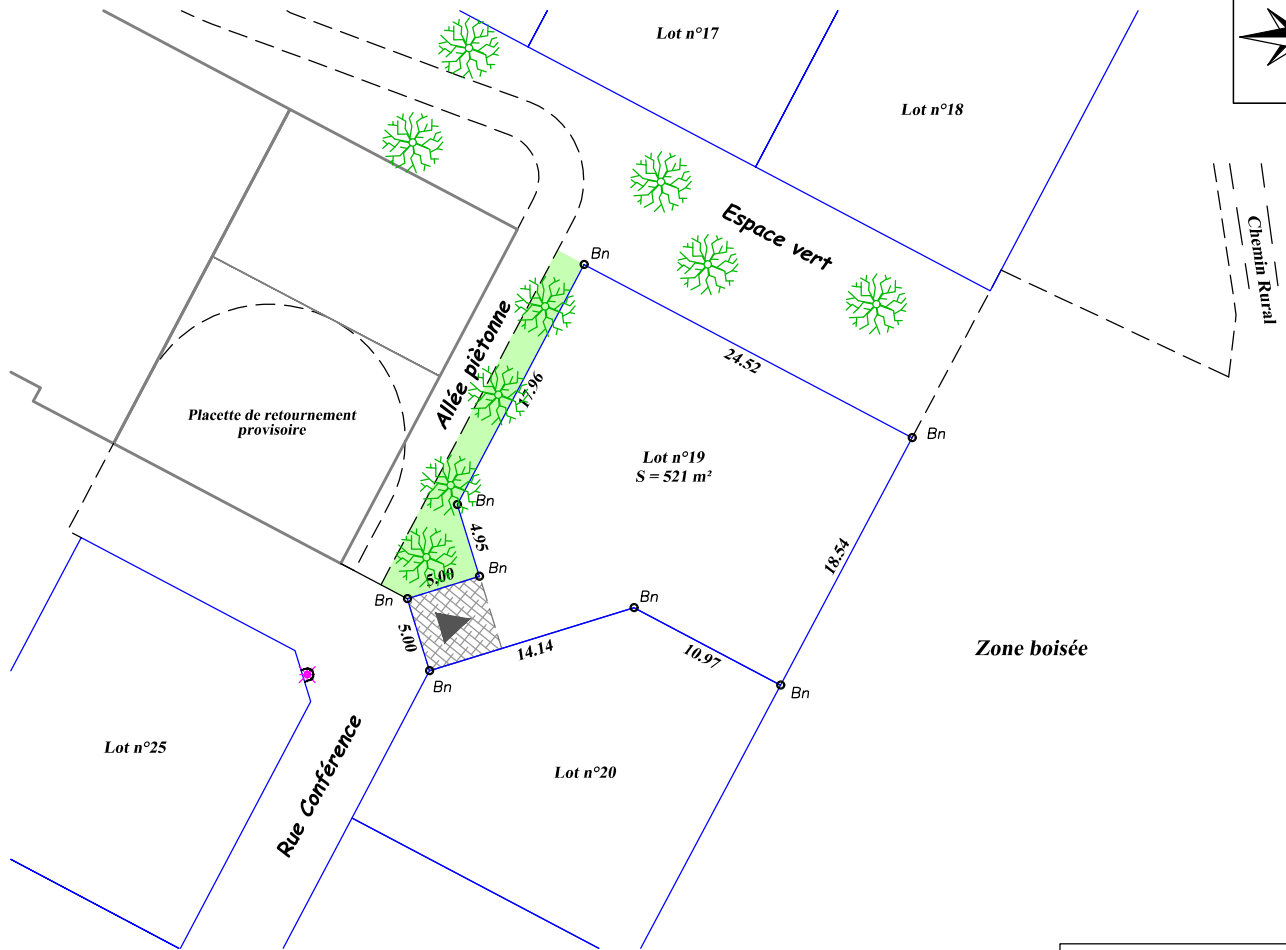 Lot n°17
Lot n°18
Espace vert
Chemin Rural
Bn
Allée piètonne
17.96
24.52
Placette de retournement
provisoire
Bn
Lot n°19
S = 521 m²
Bn
4.95
18.54
Bn
5.00
Bn
Bn
5.00
14.14
10.97
Zone boisée
Bn
Bn
Lot n°25
Rue Conférence
Lot n°20